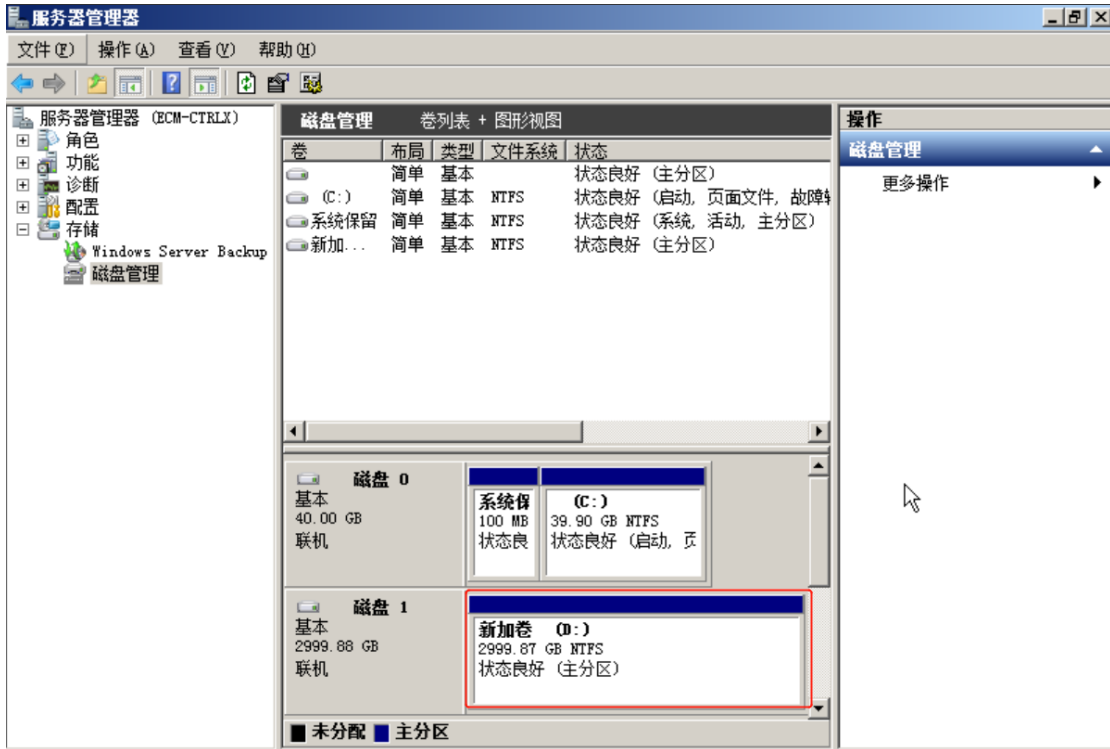 服务器管理器
文件(F) 操作(A) 查看(V) 帮助(H)
服务器管理器 (ECM-CTRLX)
角色
功能
诊断
配置
存储
Windows Server Backup
磁盘管理
磁盘管理 卷列表 + 图形视图
卷 布局 类型 文件系统 状态
简单 基本 状态良好 (主分区)
(C:) 简单 基本 NTFS 状态良好 (启动, 页面文件, 故障
系统保留 简单 基本 NTFS 状态良好 (系统, 活动, 主分区)
新加... 简单 基本 NTFS 状态良好 (主分区)
磁盘 0
基本
40.00 GB
联机
系统保
100 MB
状态良
(C:)
39.90 GB NTFS
状态良好 (启动, 页
磁盘 1
基本
2999.88 GB
联机
新加卷 (D:)
2999.87 GB NTFS
状态良好 (主分区)
未分配 主分区
操作
磁盘管理
更多操作